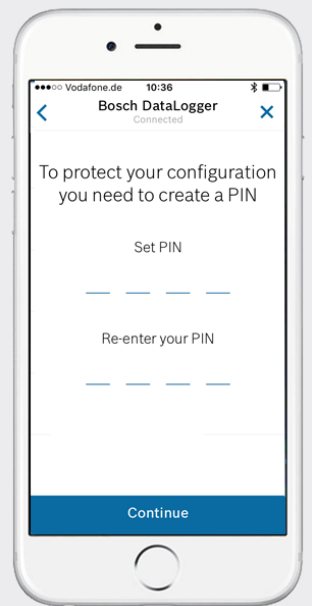 Vodafone.de 10:36
Bosch DataLogger
Connected
To protect your configuration
you need to create a PIN
Set PIN
Re-enter your PIN
Continue